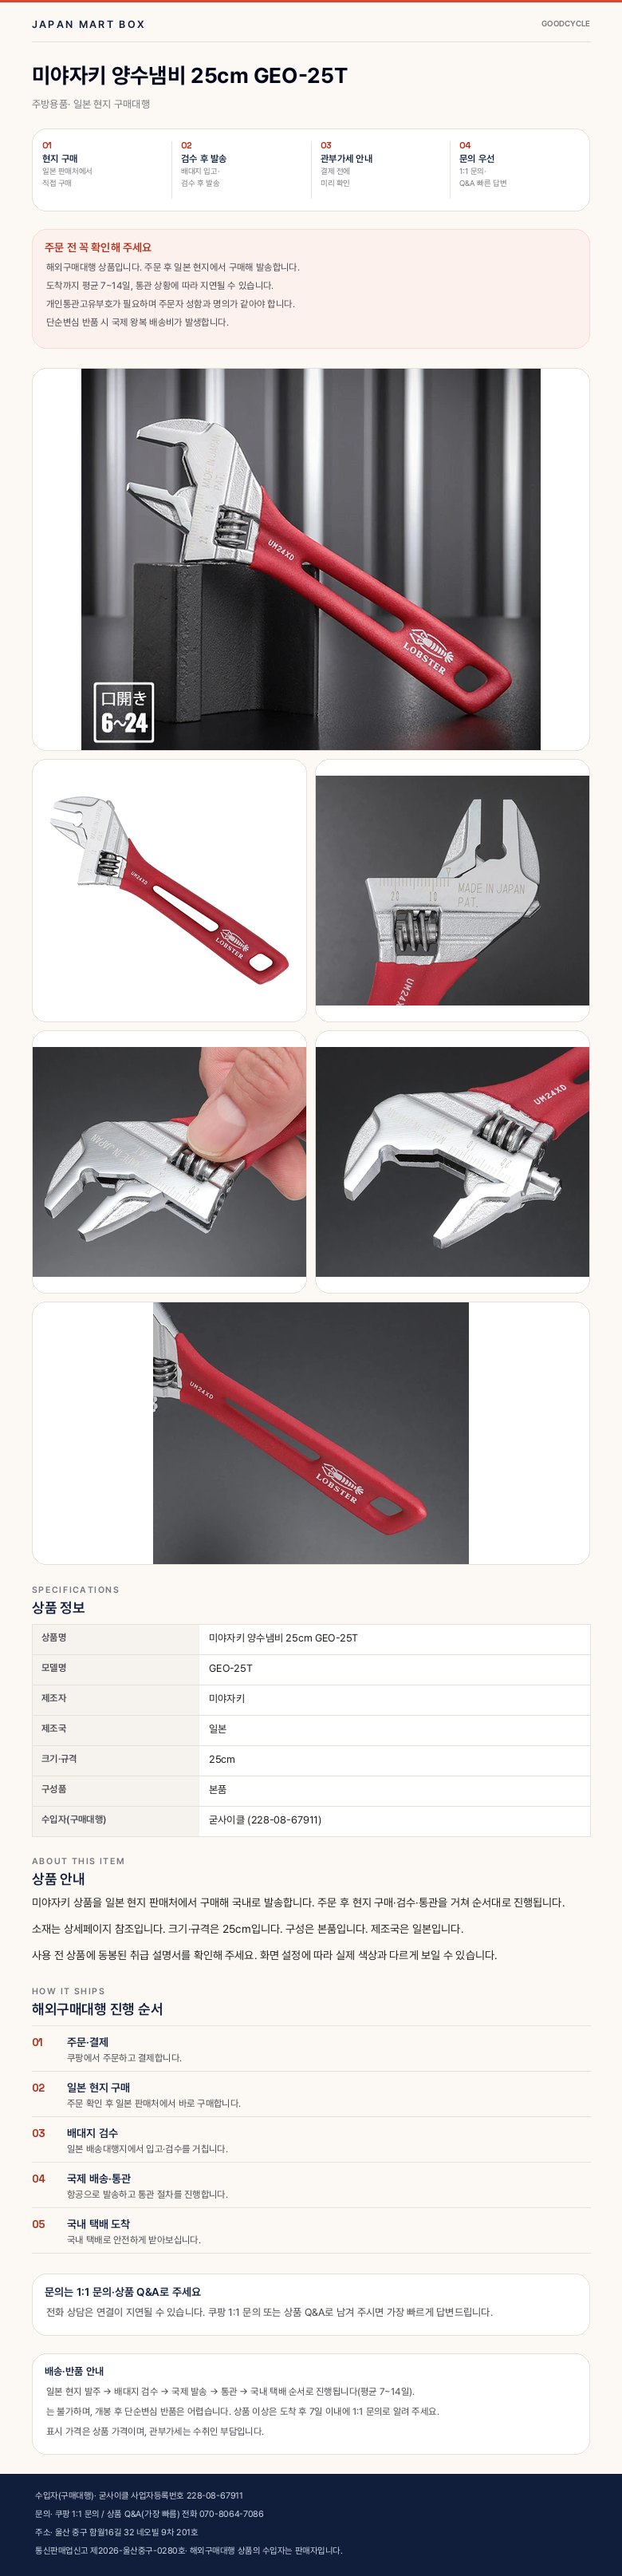 JAPAN MART BOX
GOODCYCLE
미야자키 양수냄비 25cm GEO-25T
주방용품· 일본 현지 구매대행
01
현지 구매
일본 판매처에서
직접 구매
02
검수 후 발송
배대지 입고·
검수 후 발송
03
관부가세 안내
결제 전에
미리 확인
04
문의 우선
1:1 문의·
Q&A 빠른 답변
주문 전 꼭 확인해 주세요
해외구매대행 상품입니다. 주문 후 일본 현지에서 구매해 발송합니다.
도착까지 평균 7~14일, 통관 상황에 따라 지연될 수 있습니다.
개인통관고유부호가 필요하며 주문자 성함과 명의가 같아야 합니다.
단순변심 반품 시 국제 왕복 배송비가 발생합니다.
UM24XD
LOBSTER
口開き
6~24
UM24XD
LOBSTER
MADE IN JAPAN
PAT.
20 10
UM24X
UM24XD
UM24XD
LOBSTER
SPECIFICATIONS
상품 정보
상품명 미야자키 양수냄비 25cm GEO-25T
모델명 GEO-25T
제조자 미야자키
제조국 일본
크기·규격 25cm
구성품 본품
수입자(구매대행) 굳사이클 (228-08-67911)
ABOUT THIS ITEM
상품 안내
미야자키 상품을 일본 현지 판매처에서 구매해 국내로 발송합니다. 주문 후 현지 구매·검수·통관을 거쳐 순서대로 진행됩니다.
소재는 상세페이지 참조입니다. 크기·규격은 25cm입니다. 구성은 본품입니다. 제조국은 일본입니다.
사용 전 상품에 동봉된 취급 설명서를 확인해 주세요. 화면 설정에 따라 실제 색상과 다르게 보일 수 있습니다.
HOW IT SHIPS
해외구매대행 진행 순서
01 주문·결제
쿠팡에서 주문하고 결제합니다.
02 일본 현지 구매
주문 확인 후 일본 판매처에서 바로 구매합니다.
03 배대지 검수
일본 배송대행지에서 입고·검수를 거칩니다.
04 국제 배송·통관
항공으로 발송하고 통관 절차를 진행합니다.
05 국내 택배 도착
국내 택배로 안전하게 받아보십니다.
문의는 1:1 문의·상품 Q&A로 주세요
전화 상담은 연결이 지연될 수 있습니다. 쿠팡 1:1 문의 또는 상품 Q&A로 남겨 주시면 가장 빠르게 답변드립니다.
배송·반품 안내
일본 현지 발주 → 배대지 검수 → 국제 발송 → 통관 → 국내 택배 순서로 진행됩니다(평균 7~14일).
는 불가하며, 개봉 후 단순변심 반품은 어렵습니다. 상품 이상은 도착 후 7일 이내에 1:1 문의로 알려 주세요.
표시 가격은 상품 가격이며, 관부가세는 수취인 부담입니다.
수입자(구매대행)· 굳사이클 사업자등록번호 228-08-67911
문의· 쿠팡 1:1 문의 / 상품 Q&A(가장 빠름) 전화 070-8064-7086
주소· 울산 중구 함월16길 32 네오빌 9차 201호
통신판매업신고 제2026-울산중구-0280호· 해외구매대행 상품의 수입자는 판매자입니다.